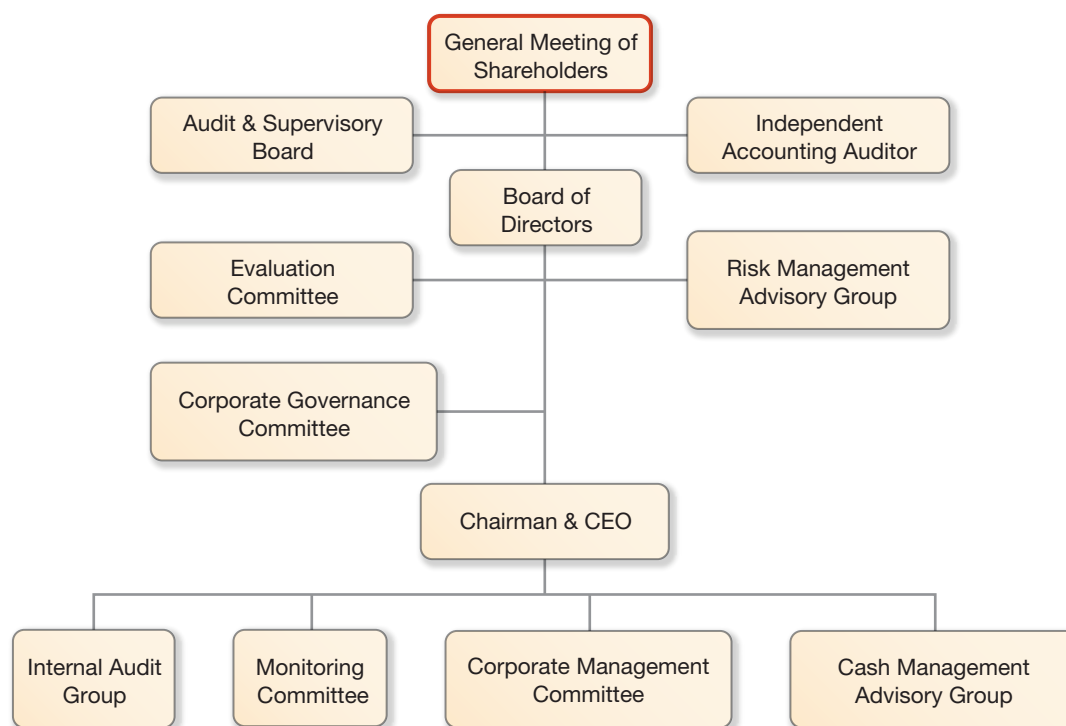 General Meeting of
Shareholders
Audit & Supervisory
Board
Independent
Accounting Auditor
Board of
Directors
Evaluation
Committee
Risk Management
Advisory Group
Corporate Governance
Committee
Chairman & CEO
Internal Audit
Group
Monitoring
Committee
Corporate Management
Committee
Cash Management
Advisory Group